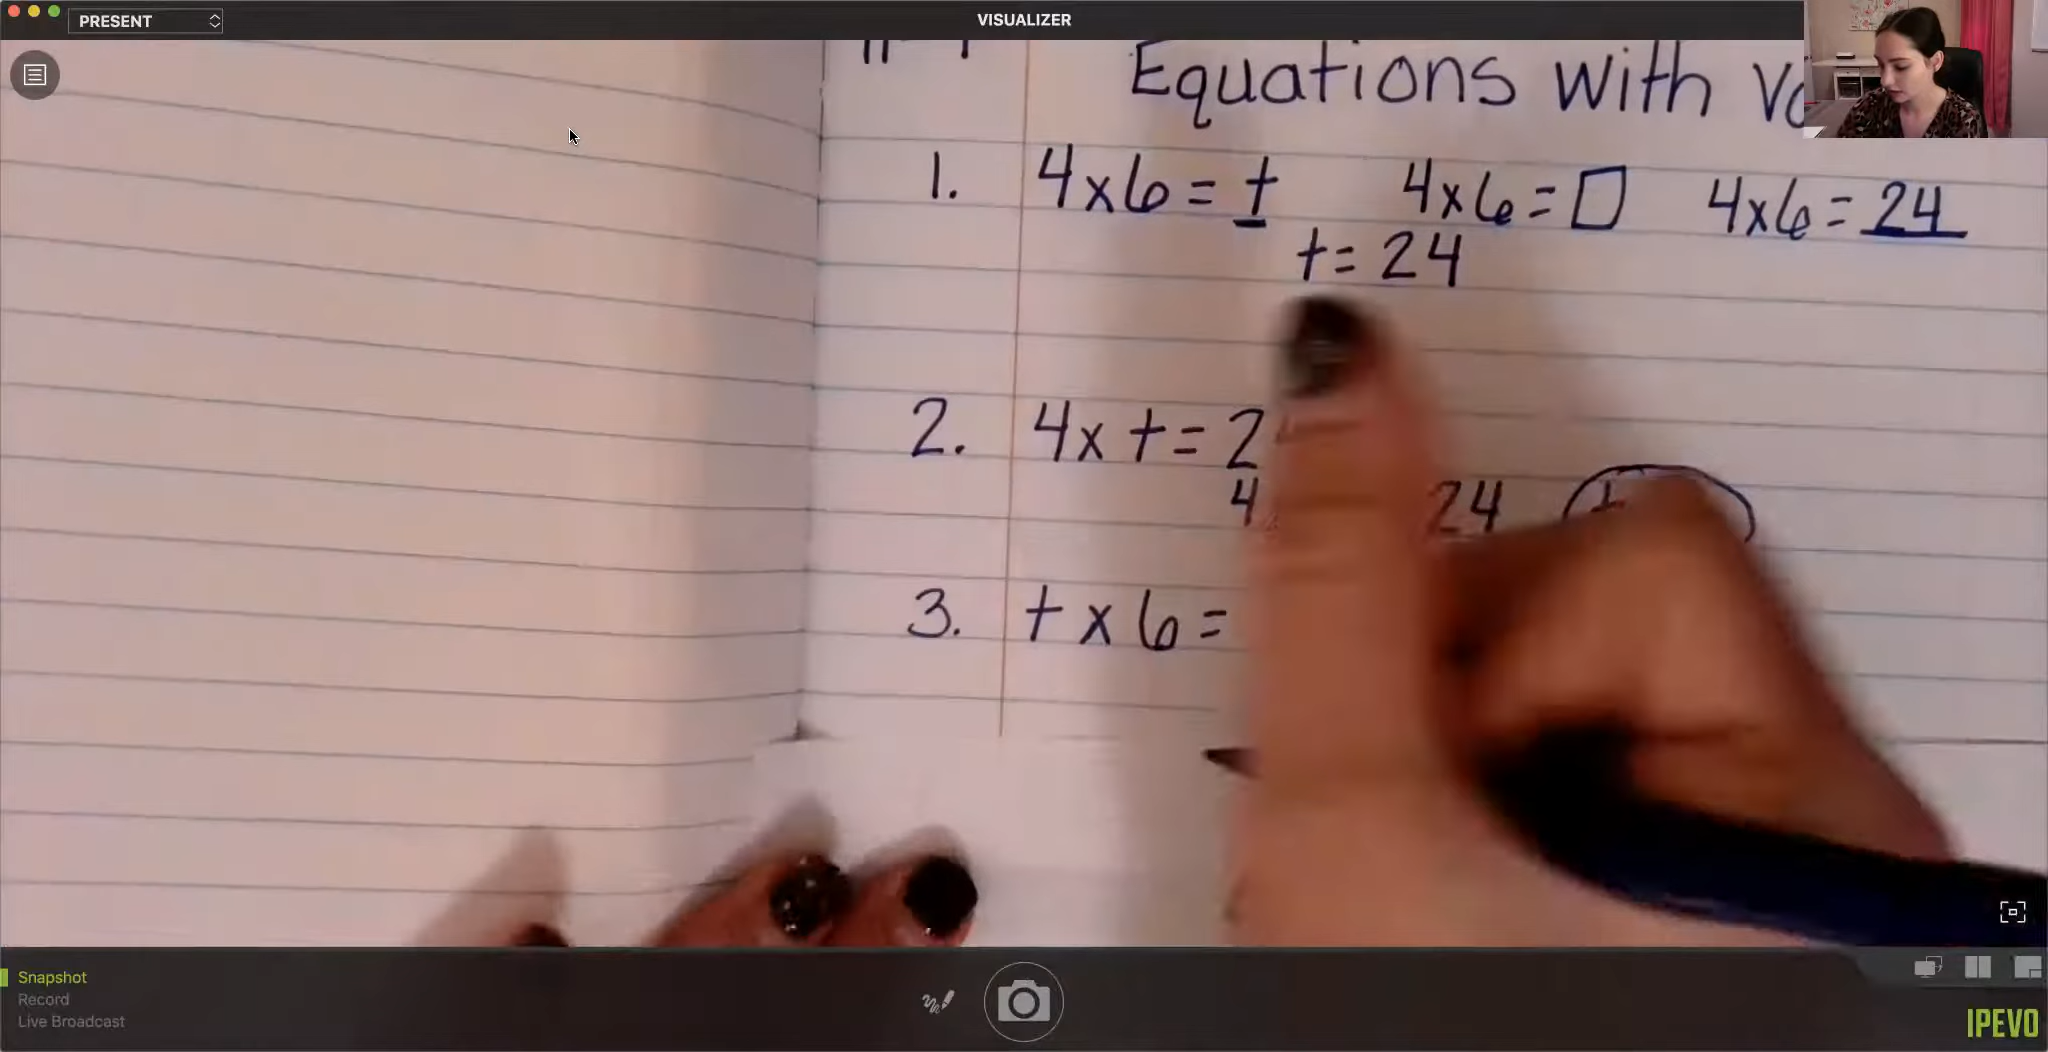 PRESENT
VISUALIZER
Equations with
1. 4x6 = t 4x6 = □ 4x6 = 24
t = 24
2. 4 x t = 2
4 24
3. t x 6 =
Snapshot
Record
Live Broadcast
IPEVO